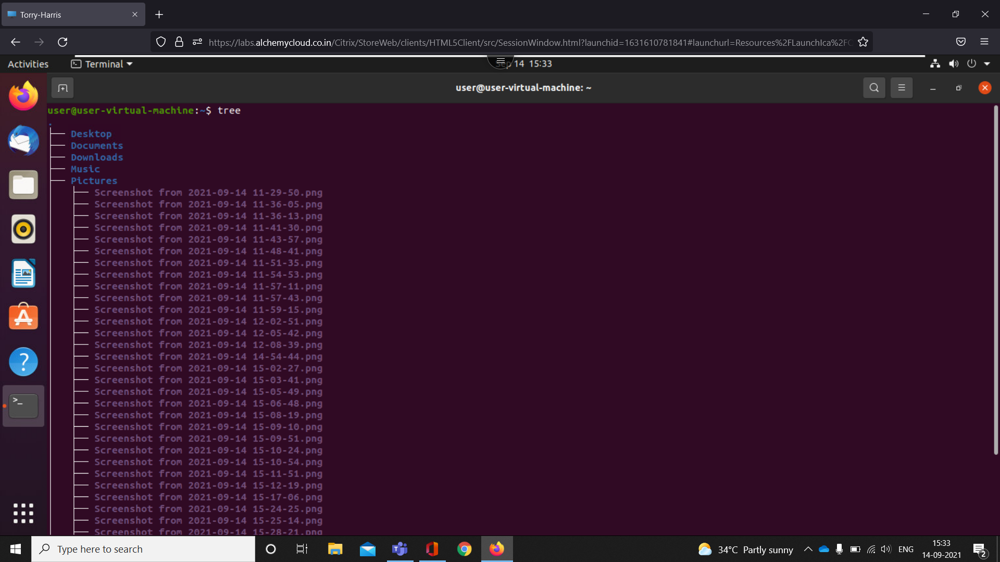 Torry-Harris
https://labs.alchemycloud.co.in/Citrix/StoreWeb/clients/HTML5Client/src/SessionWindow.html?launchid=1631610781841#launchurl=Resources%2FLaunchIca%2FC
Activities Terminal Sep 14 15:33
user@user-virtual-machine: ~
user@user-virtual-machine:~$ tree
.
├── Desktop
├── Documents
├── Downloads
├── Music
├── Pictures
│   ├── Screenshot from 2021-09-14 11-29-50.png
│   ├── Screenshot from 2021-09-14 11-36-05.png
│   ├── Screenshot from 2021-09-14 11-36-13.png
│   ├── Screenshot from 2021-09-14 11-41-30.png
│   ├── Screenshot from 2021-09-14 11-43-57.png
│   ├── Screenshot from 2021-09-14 11-48-41.png
│   ├── Screenshot from 2021-09-14 11-51-35.png
│   ├── Screenshot from 2021-09-14 11-54-53.png
│   ├── Screenshot from 2021-09-14 11-57-11.png
│   ├── Screenshot from 2021-09-14 11-57-43.png
│   ├── Screenshot from 2021-09-14 11-59-15.png
│   ├── Screenshot from 2021-09-14 12-02-51.png
│   ├── Screenshot from 2021-09-14 12-05-42.png
│   ├── Screenshot from 2021-09-14 12-08-39.png
│   ├── Screenshot from 2021-09-14 14-54-44.png
│   ├── Screenshot from 2021-09-14 15-02-27.png
│   ├── Screenshot from 2021-09-14 15-03-41.png
│   ├── Screenshot from 2021-09-14 15-05-49.png
│   ├── Screenshot from 2021-09-14 15-06-48.png
│   ├── Screenshot from 2021-09-14 15-08-19.png
│   ├── Screenshot from 2021-09-14 15-09-10.png
│   ├── Screenshot from 2021-09-14 15-09-51.png
│   ├── Screenshot from 2021-09-14 15-10-24.png
│   ├── Screenshot from 2021-09-14 15-10-54.png
│   ├── Screenshot from 2021-09-14 15-11-51.png
│   ├── Screenshot from 2021-09-14 15-12-19.png
│   ├── Screenshot from 2021-09-14 15-17-06.png
│   ├── Screenshot from 2021-09-14 15-24-25.png
│   ├── Screenshot from 2021-09-14 15-25-14.png
│   ├── Screenshot from 2021-09-14 15-28-21.png
Type here to search
34°C Partly sunny
ENG
15:33
14-09-2021
2